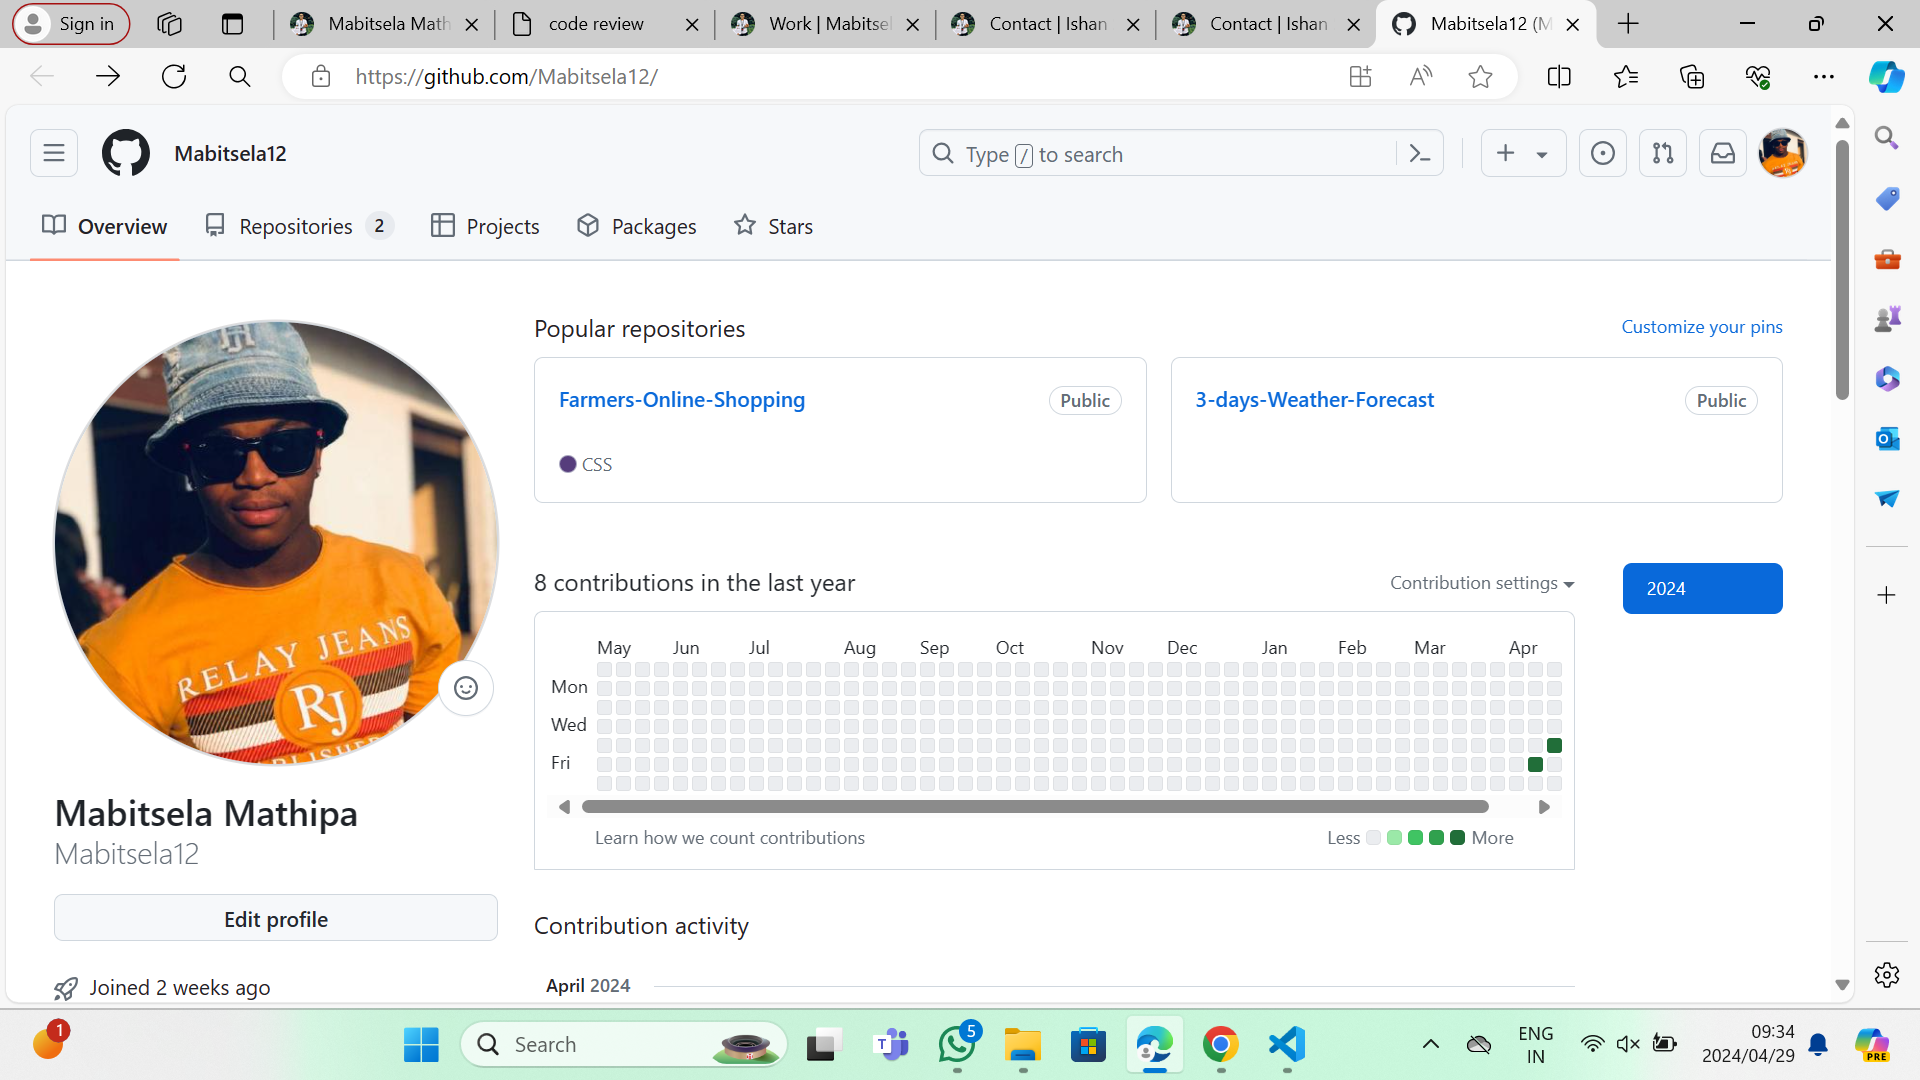 Sign in
Mabitsela Math
code review
Work | Mabitsel
Contact | Ishan
Contact | Ishan
Mabitsela12 (M
https://github.com/Mabitsela12/
Mabitsela12
Type / to search
Overview
Repositories 2
Projects
Packages
Stars
Popular repositories
Customize your pins
Farmers-Online-Shopping
Public
CSS
3-days-Weather-Forecast
Public
8 contributions in the last year
Contribution settings
2024
May Jun Jul Aug Sep Oct Nov Dec Jan Feb Mar Apr
Mon
Wed
Fri
Learn how we count contributions
Less
More
RELAY JEANS
RJ
Mabitsela Mathipa
Mabitsela12
Edit profile
Joined 2 weeks ago
Contribution activity
April 2024
1
Search
5
PRE
ENG
IN
09:34
2024/04/29